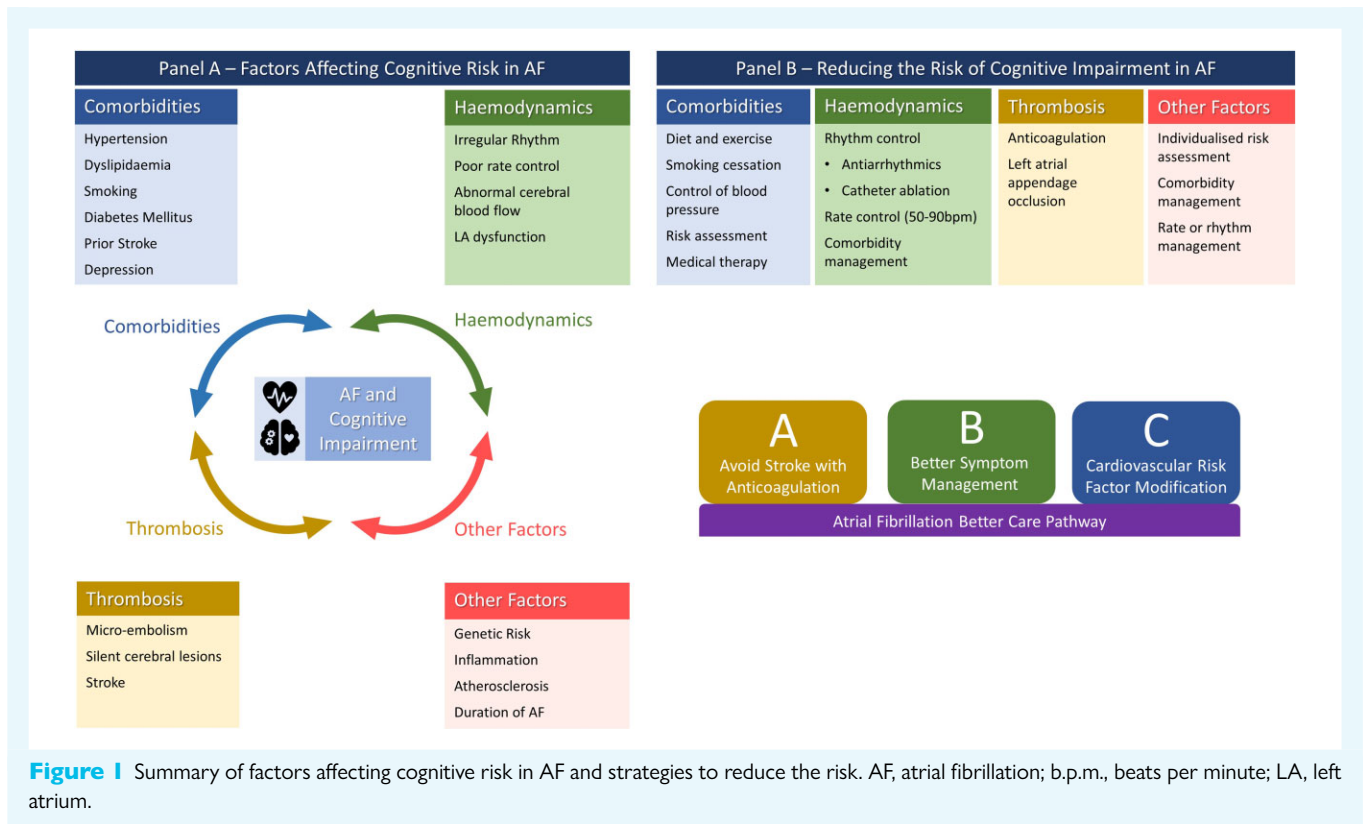 Panel A – Factors Affecting Cognitive Risk in AF
Comorbidities
Hypertension
Dyslipidaemia
Smoking
Diabetes Mellitus
Prior Stroke
Depression
Haemodynamics
Irregular Rhythm
Poor rate control
Abnormal cerebral
blood flow
LA dysfunction
Comorbidities
Haemodynamics
AF and
Cognitive
Impairment
Thrombosis
Other Factors
Thrombosis
Micro-embolism
Silent cerebral lesions
Stroke
Other Factors
Genetic Risk
Inflammation
Atherosclerosis
Duration of AF
Panel B – Reducing the Risk of Cognitive Impairment in AF
Comorbidities
Diet and exercise
Smoking cessation
Control of blood
pressure
Risk assessment
Medical therapy
Haemodynamics
Rhythm control
• Antiarrhythmics
• Catheter ablation
Rate control (50-90bpm)
Comorbidity
management
Thrombosis
Anticoagulation
Left atrial
appendage
occlusion
Other Factors
Individualised risk
assessment
Comorbidity
management
Rate or rhythm
management
A
Avoid Stroke with
Anticoagulation
B
Better Symptom
Management
C
Cardiovascular Risk
Factor Modification
Atrial Fibrillation Better Care Pathway
Figure 1 Summary of factors affecting cognitive risk in AF and strategies to reduce the risk. AF, atrial fibrillation; b.p.m., beats per minute; LA, left
atrium.